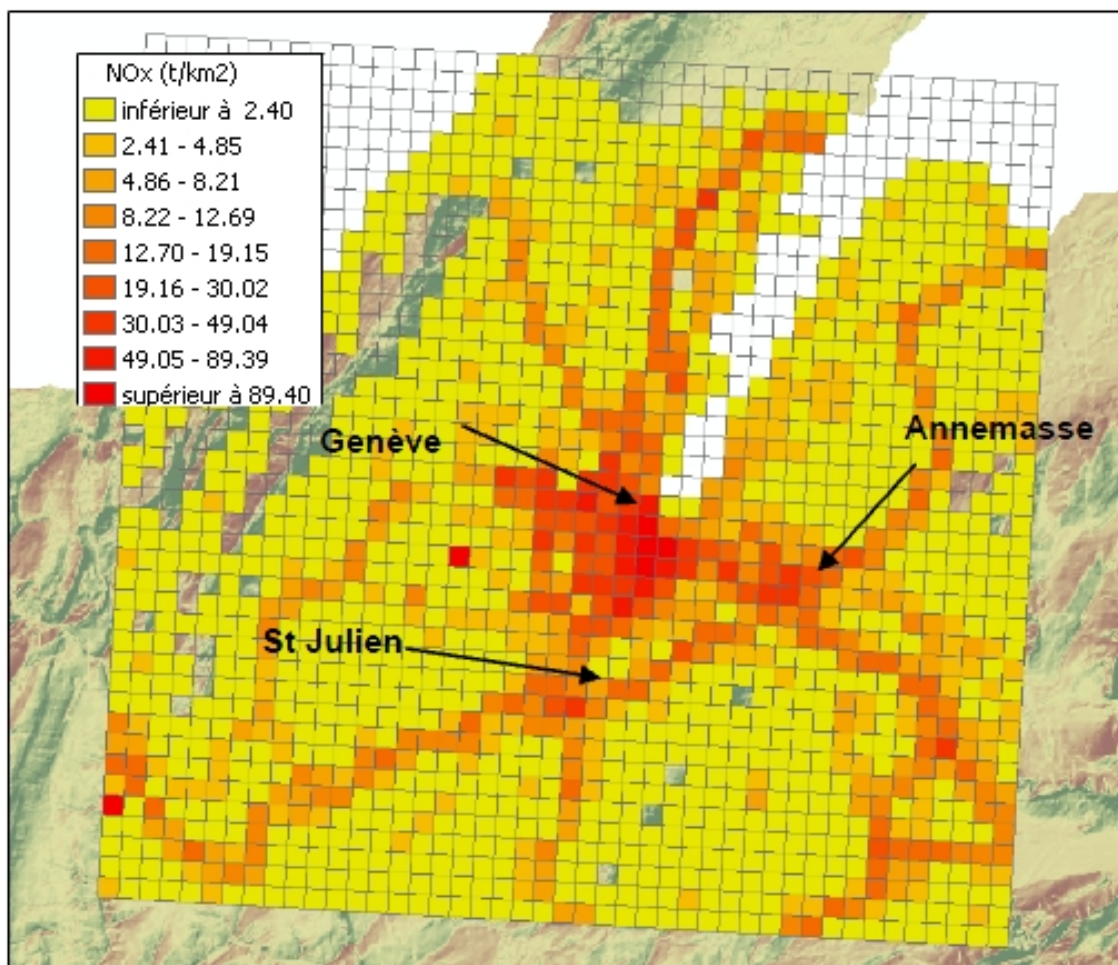 NOx (t/km2)
inférieur à 2.40
2.41 - 4.85
4.86 - 8.21
8.22 - 12.69
12.70 - 19.15
19.16 - 30.02
30.03 - 49.04
49.05 - 89.39
supérieur à 89.40
Genève
Annemasse
St Julien